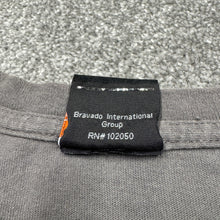 Bravado International
Group
RN#102050